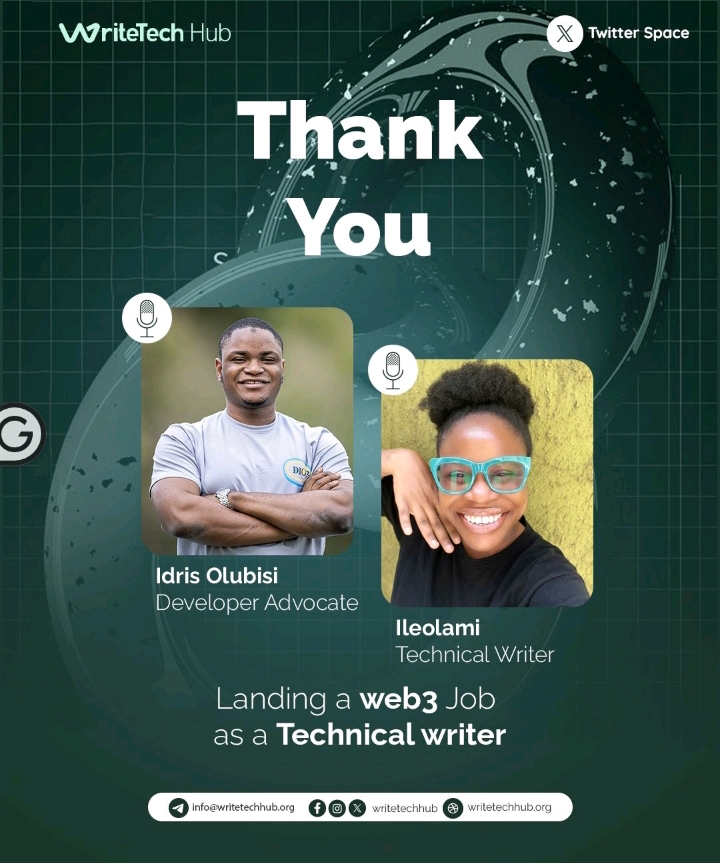 WriteTech Hub
X Twitter Space
Thank
You
S
G
DIOR
Idris Olubisi
Developer Advocate
Ileolami
Technical Writer
Landing a web3 Job
as a Technical writer
info@writetechhub.org writetechhub writetechhub.org